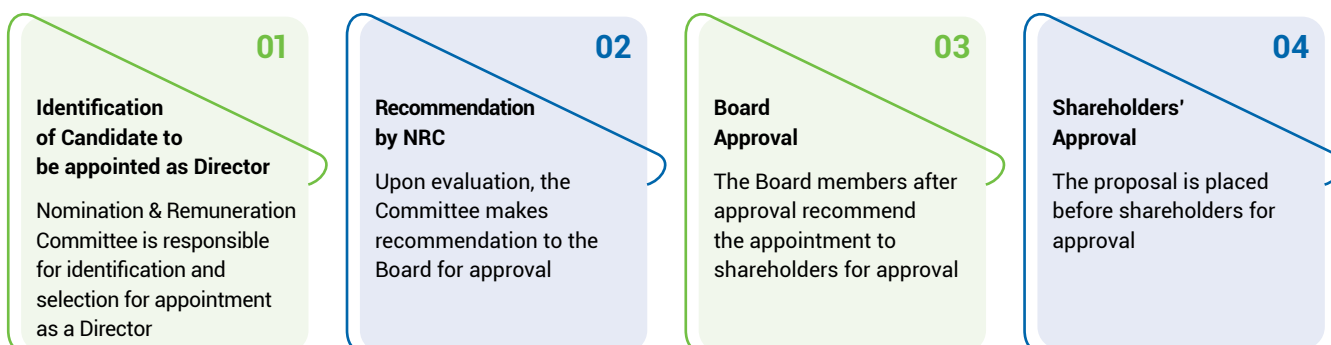 01
Identification
of Candidate to
be appointed as Director
Nomination & Remuneration
Committee is responsible
for identification and
selection for appointment
as a Director
02
Recommendation
by NRC
Upon evaluation, the
Committee makes
recommendation to the
Board for approval
03
Board
Approval
The Board members after
approval recommend
the appointment to
shareholders for approval
04
Shareholders'
Approval
The proposal is placed
before shareholders for
approval